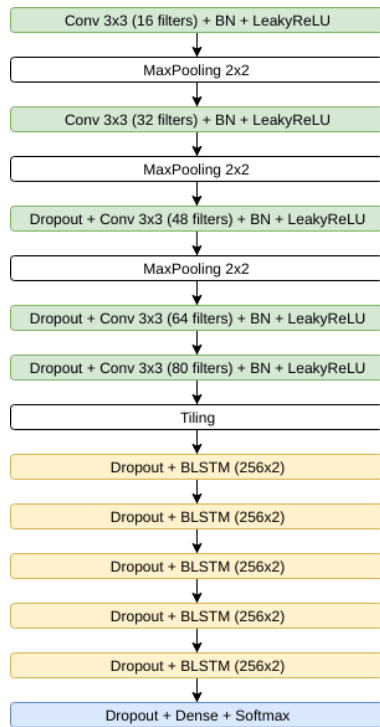 Conv 3x3 (16 filters) + BN + LeakyReLU
MaxPooling 2x2
Conv 3x3 (32 filters) + BN + LeakyReLU
MaxPooling 2x2
Dropout + Conv 3x3 (48 filters) + BN + LeakyReLU
MaxPooling 2x2
Dropout + Conv 3x3 (64 filters) + BN + LeakyReLU
Dropout + Conv 3x3 (80 filters) + BN + LeakyReLU
Tiling
Dropout + BLSTM (256x2)
Dropout + BLSTM (256x2)
Dropout + BLSTM (256x2)
Dropout + BLSTM (256x2)
Dropout + BLSTM (256x2)
Dropout + Dense + Softmax